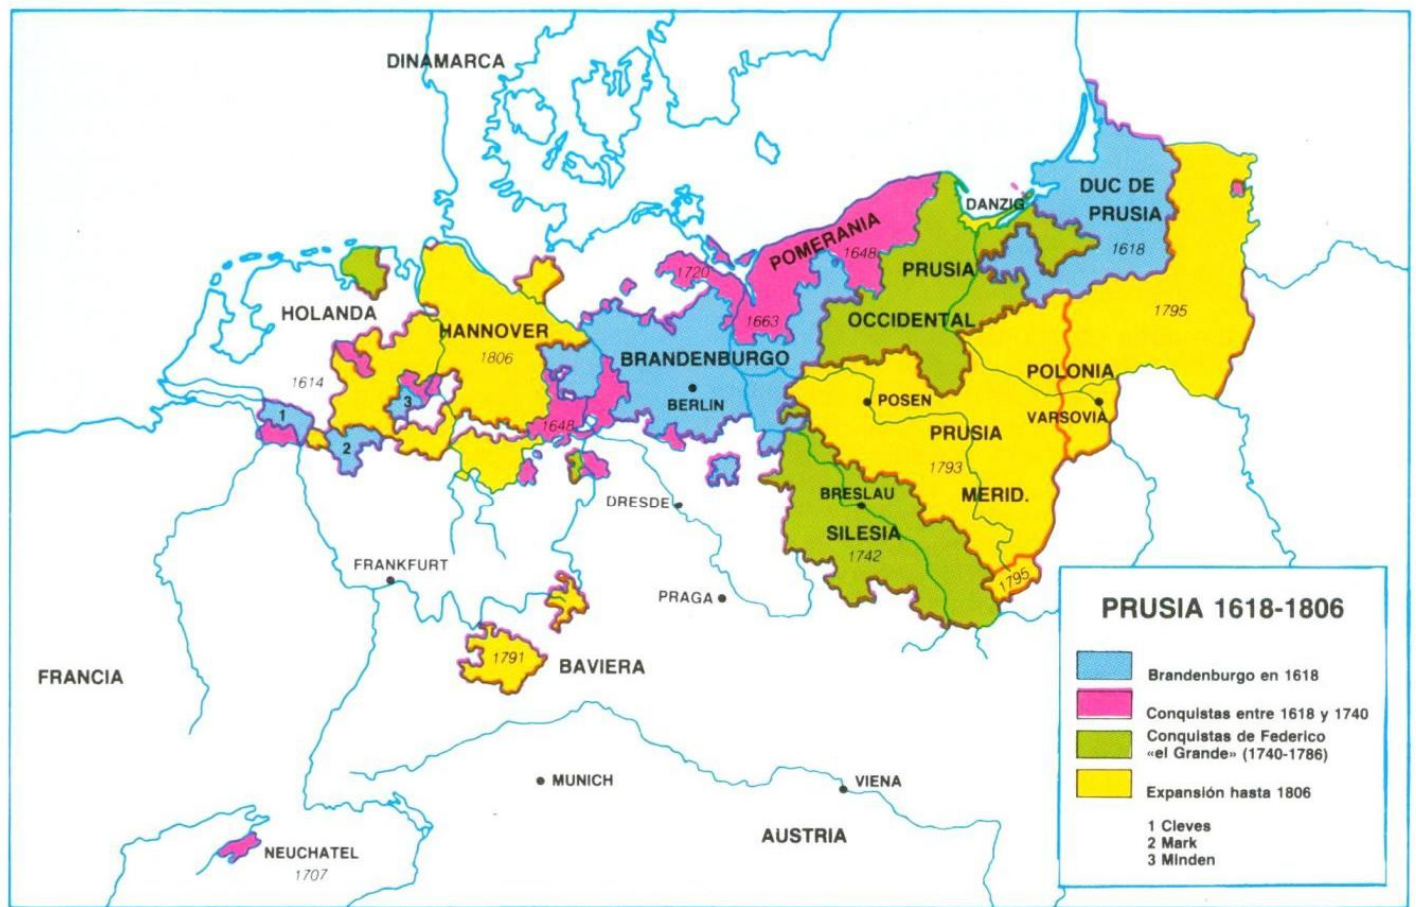 DINAMARCA
DUC DE
PRUSIA
1618
DANZIG
POMERANIA
1648
1720
1663
PRUSIA
OCCIDENTAL
1795
HOLANDA
HANNOVER
1806
1614
BRANDENBURGO
BERLIN
POLONIA
VARSOVIA
POSEN
PRUSIA
1793
MERID.
1
2
3
1648
BRESLAU
SILESIA
1742
DRESDE
FRANKFURT
PRAGA
1795
1791
BAVIERA
FRANCIA
MUNICH
VIENA
AUSTRIA
NEUCHATEL
1707
PRUSIA 1618-1806
Brandenburgo en 1618
Conquistas entre 1618 y 1740
Conquistas de Federico
«el Grande» (1740-1786)
Expansión hasta 1806
1 Cleves
2 Mark
3 Minden